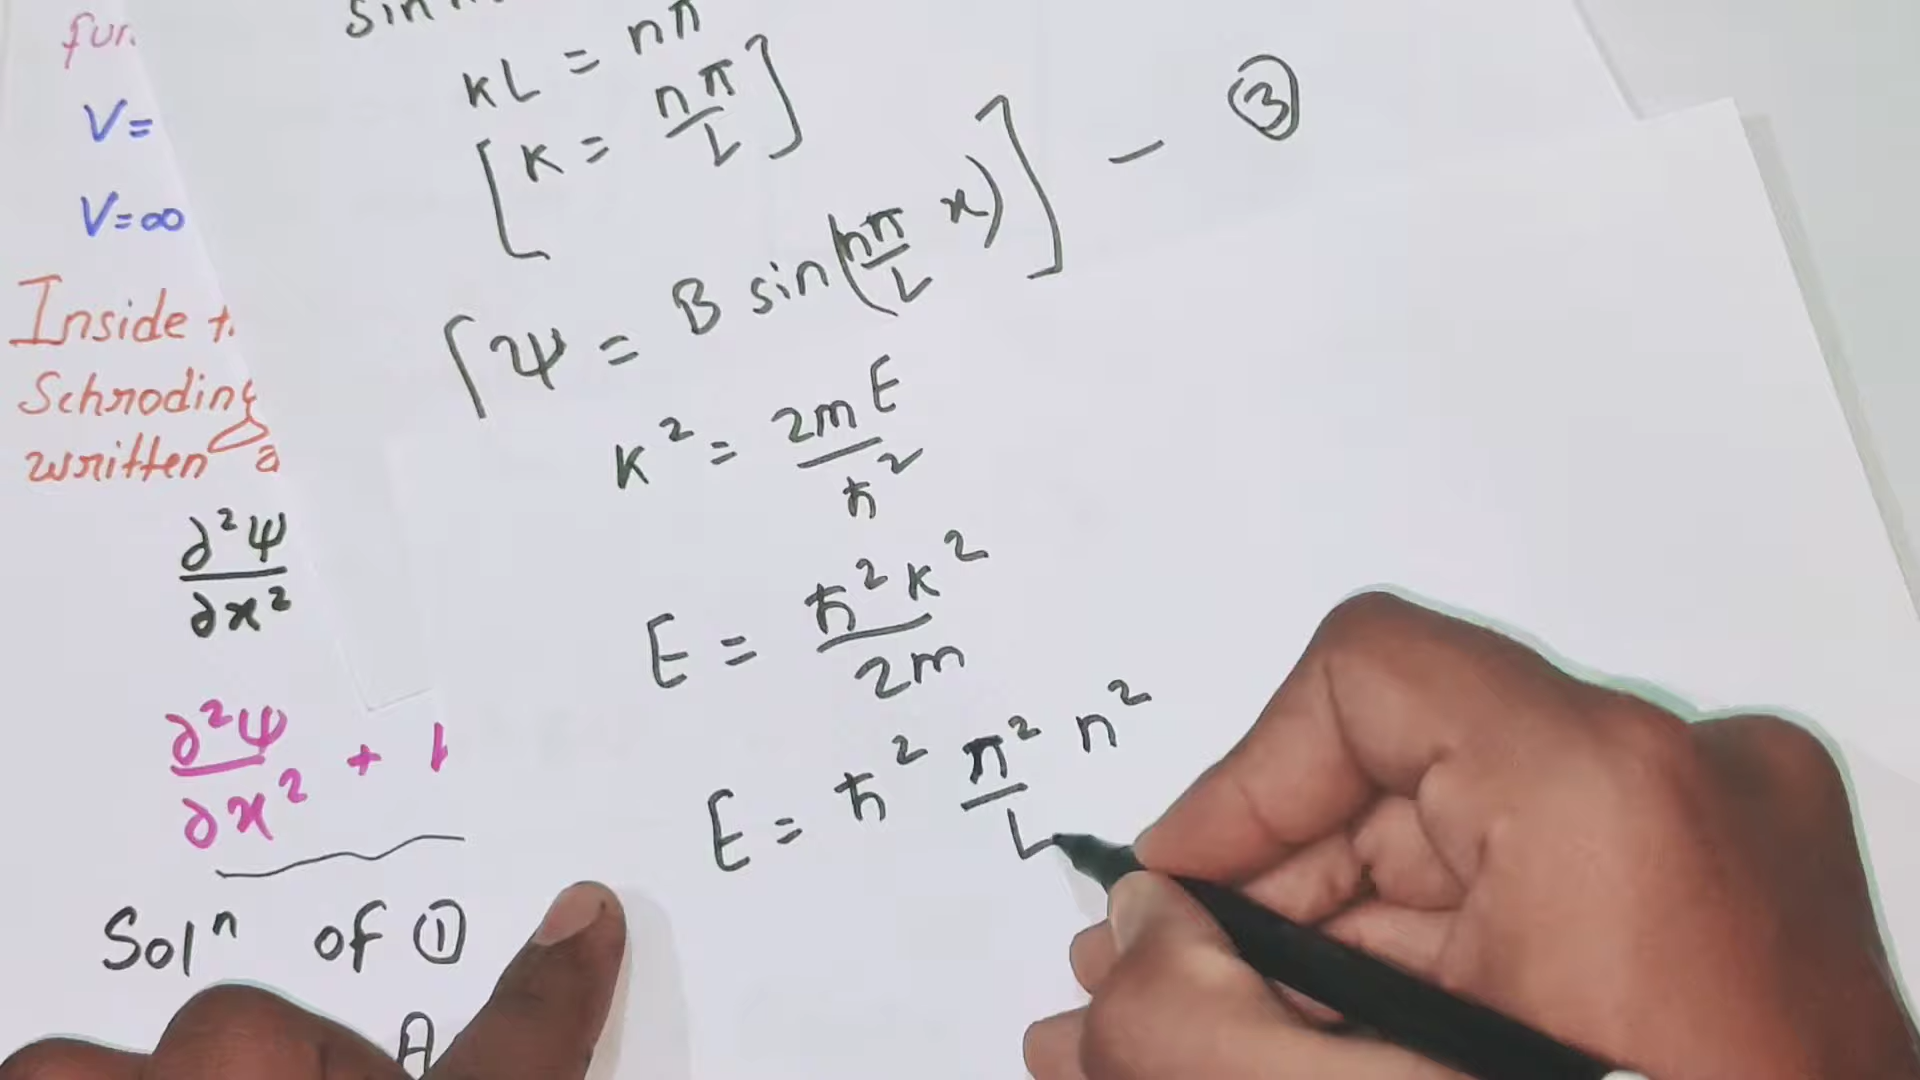 V=
V=∞
Inside
Schroding
written a
∂²ψ
∂x²
∂²ψ
∂x² +
Solⁿ of ①
A
sin
KL = nπ
[K = nπ/L]
[ψ = B sin(nπ/L x)] — ③
K² = 2mE/ħ²
E = ħ²K²/2m
E = ħ² π² n²
L